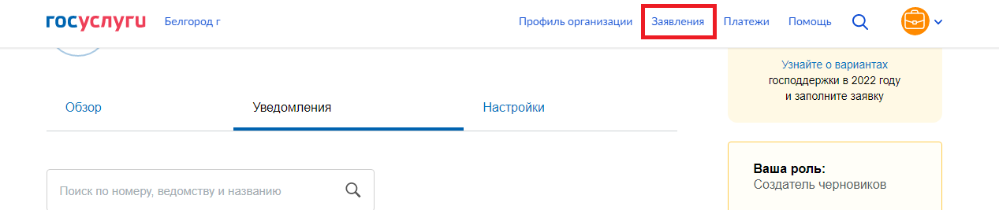 госуслуги Белгород г Профиль организации Заявления Платежи Помощь
Узнайте о вариантах
господдержки в 2022 году
и заполните заявку
Обзор Уведомления Настройки
Поиск по номеру, ведомству и названию
Ваша роль:
Создатель черновиков